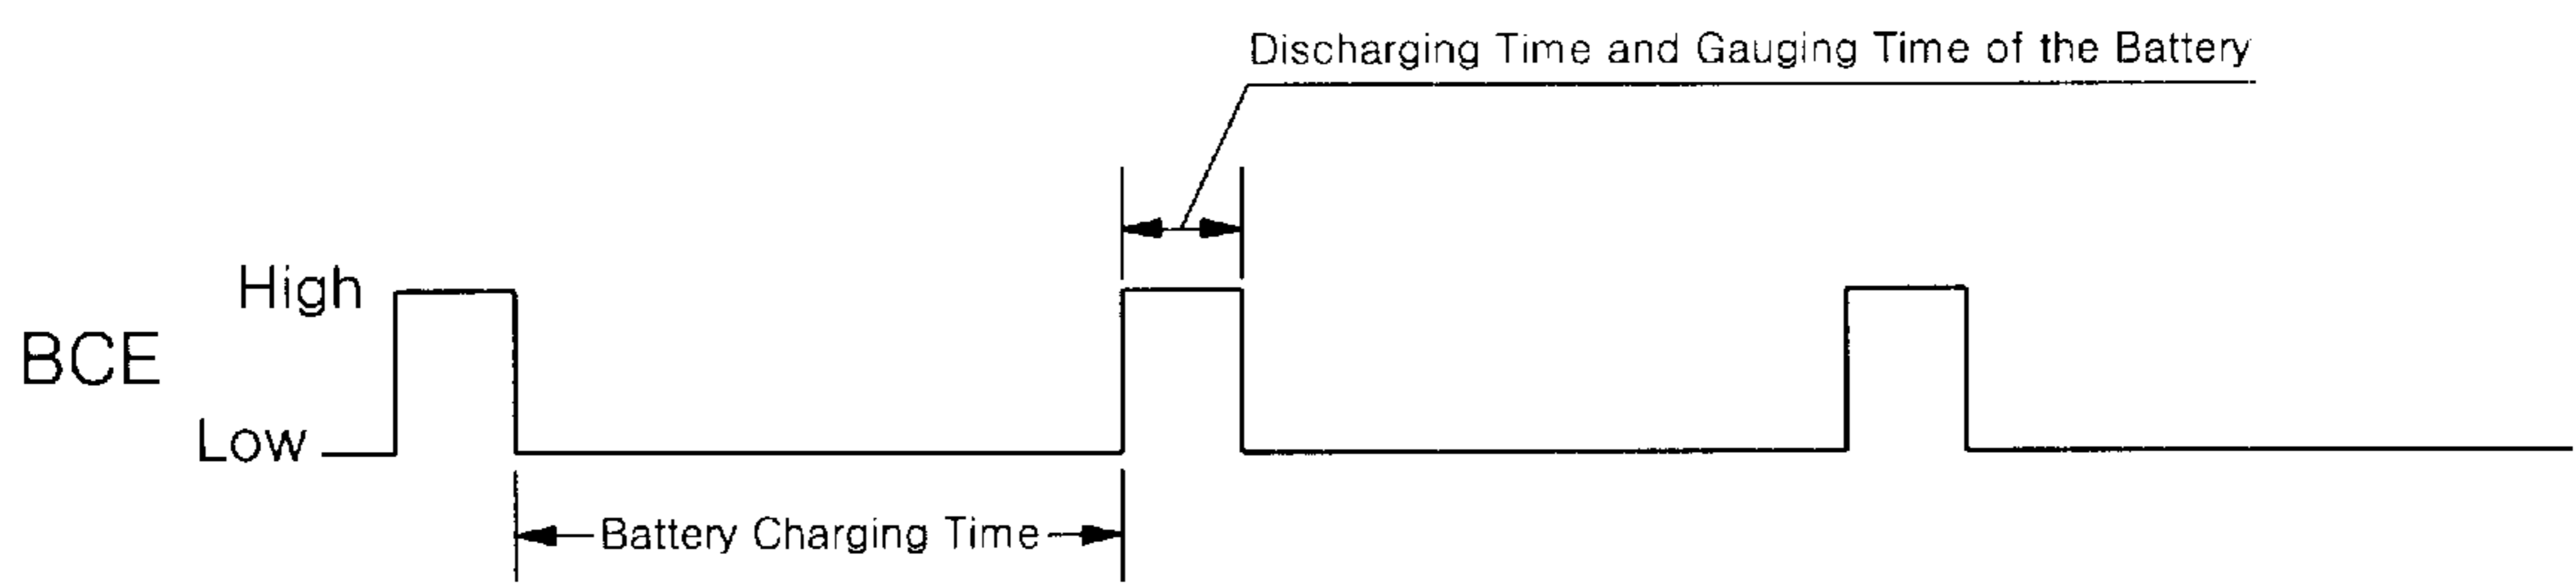 Discharging Time and Gauging Time of the Battery
High
BCE
Low
Battery Charging Time